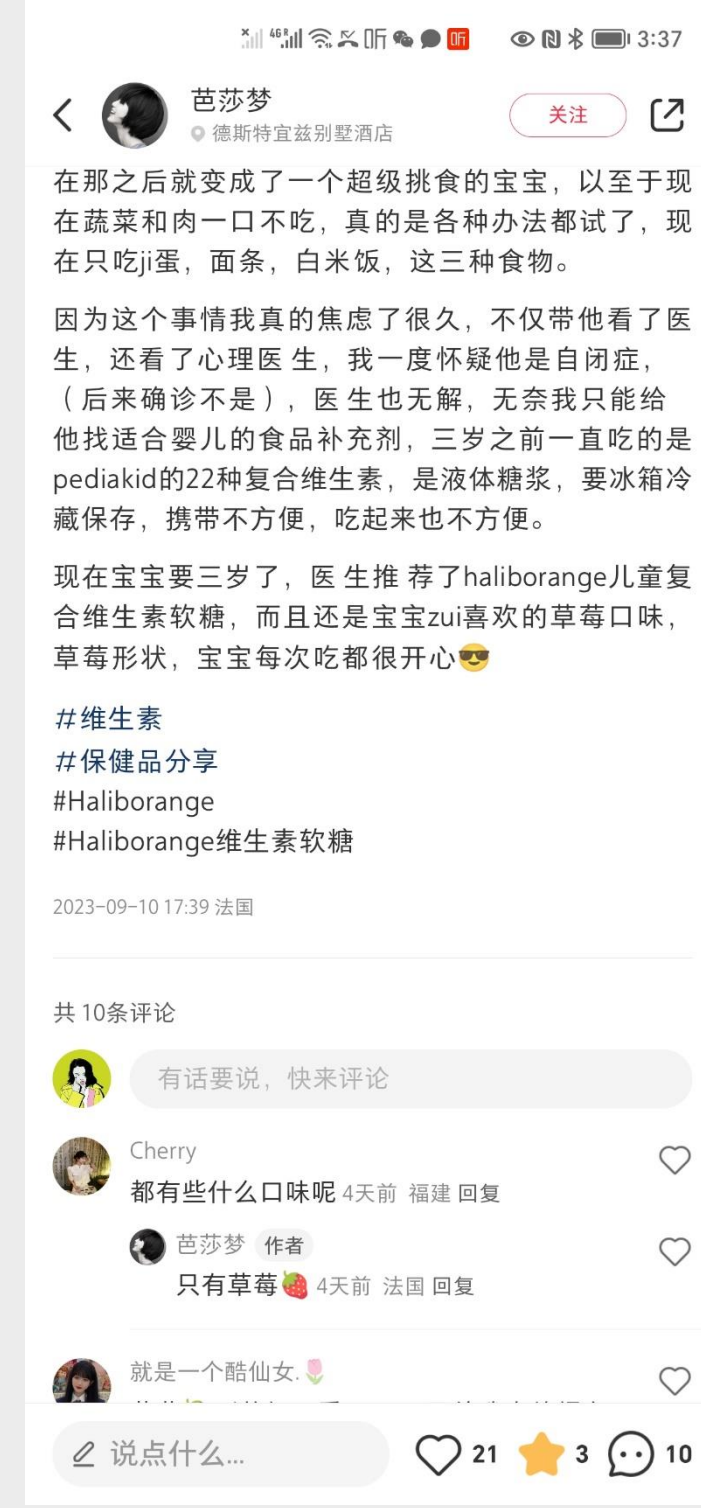 46R
听
听
3:37
芭莎梦
德斯特宜兹别墅酒店
关注
在那之后就变成了一个超级挑食的宝宝，以至于现
在蔬菜和肉一口不吃，真的是各种办法都试了，现
在只吃ji蛋，面条，白米饭，这三种食物。
因为这个事情我真的焦虑了很久，不仅带他看了医
生，还看了心理医 生，我一度怀疑他是自闭症，
（后来确诊不是），医 生也无解，无奈我只能给
他找适合婴儿的食品补充剂，三岁之前一直吃的是
pediakid的22种复合维生素，是液体糖浆，要冰箱冷
藏保存，携带不方便，吃起来也不方便。
现在宝宝要三岁了，医 生推 荐了haliborange儿童复
合维生素软糖，而且还是宝宝zui喜欢的草莓口味，
草莓形状，宝宝每次吃都很开心😎
#维生素
#保健品分享
#Haliborange
#Haliborange维生素软糖
2023-09-10 17:39 法国
共 10条评论
有话要说，快来评论
Cherry
都有些什么口味呢 4天前 福建 回复
芭莎梦 作者
只有草莓🍓 4天前 法国 回复
就是一个酷仙女.🌷
说点什么...
21
3
10